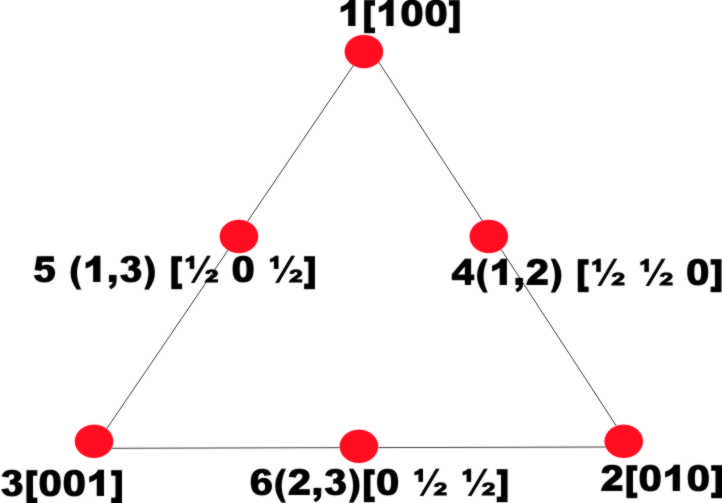 1[100]
5 (1,3) [½ 0 ½]
4(1,2) [½ ½ 0]
3[001]
6(2,3)[0 ½ ½]
2[010]